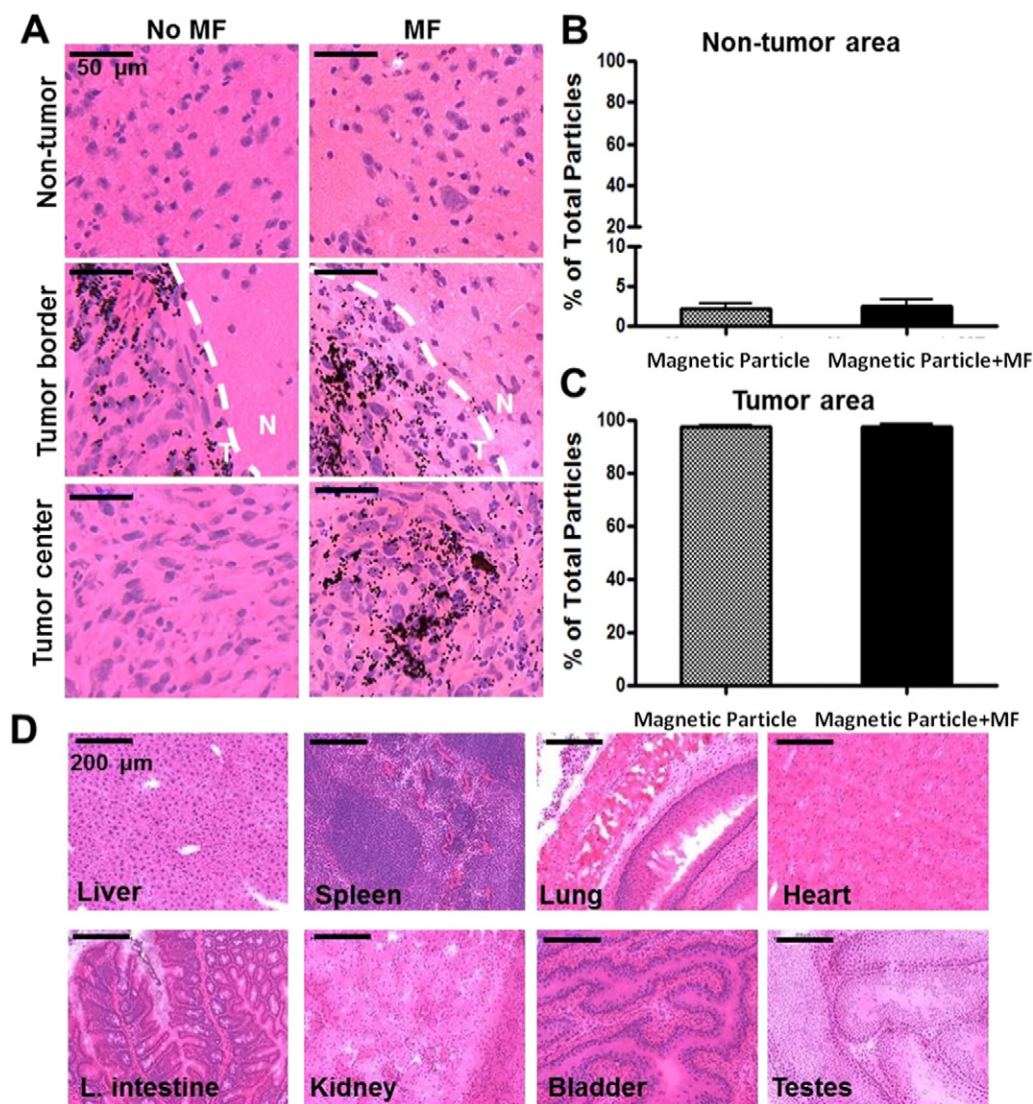 A
No MF
MF
50 µm
Non-tumor
Tumor border
T
N
T
N
Tumor center
B
Non-tumor area
% of Total Particles
100
80
60
40
20
10
5
0
Magnetic Particle
Magnetic Particle+MF
C
Tumor area
% of Total Particles
100
80
60
40
20
0
Magnetic Particle
Magnetic Particle+MF
D
200 µm
Liver
Spleen
Lung
Heart
L. intestine
Kidney
Bladder
Testes